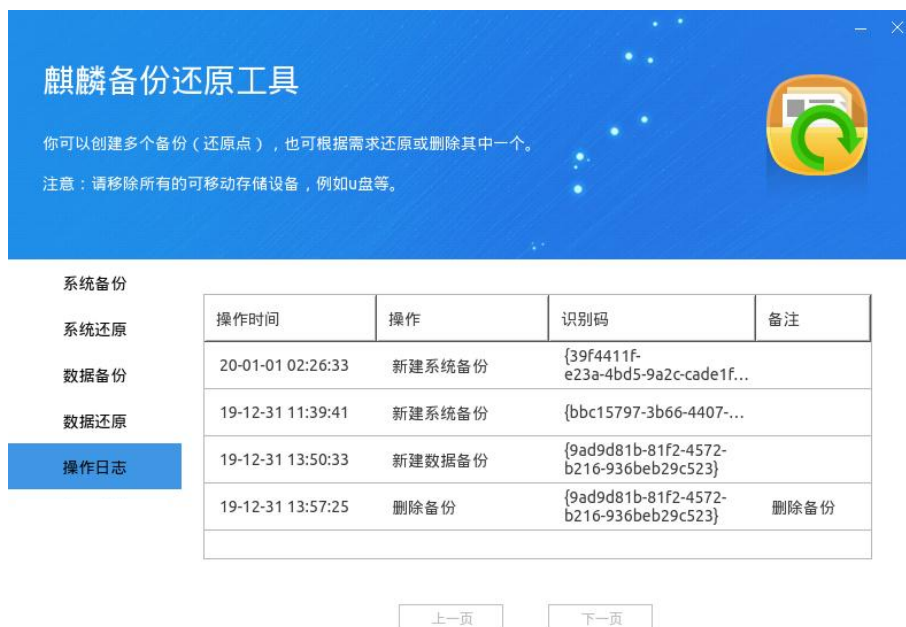 麒麟备份还原工具
你可以创建多个备份（还原点），也可根据需求还原或删除其中一个。
注意：请移除所有的可移动存储设备，例如u盘等。
系统备份
系统还原
数据备份
数据还原
操作日志
操作时间 操作 识别码 备注
20-01-01 02:26:33 新建系统备份 {39f4411f-
e23a-4bd5-9a2c-cade1f...
19-12-31 11:39:41 新建系统备份 {bbc15797-3b66-4407-...
19-12-31 13:50:33 新建数据备份 {9ad9d81b-81f2-4572-
b216-936beb29c523}
19-12-31 13:57:25 删除备份 {9ad9d81b-81f2-4572-
b216-936beb29c523} 删除备份
上一页 下一页